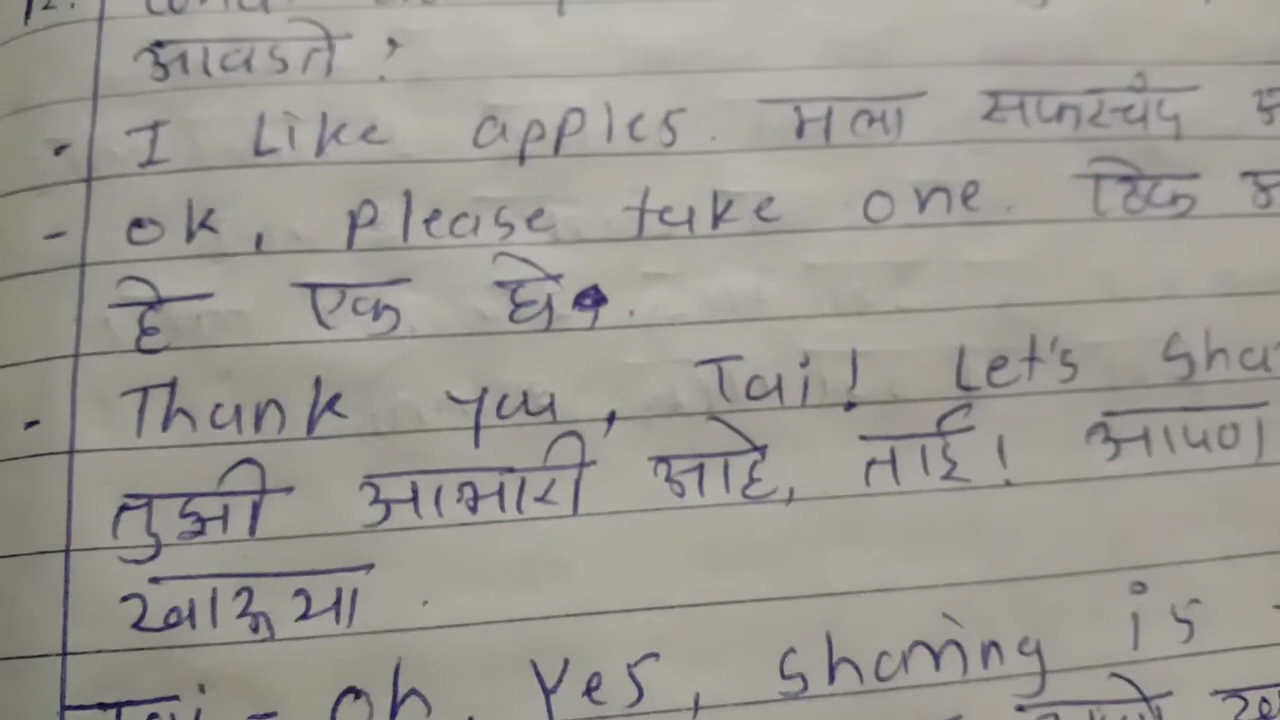 आवडते ?
- I Like apples. मला सफरचंद
- ok, please take one. ठिक
हे एक घे.
- Thank you, Tai! Let's Sha
तुझी आभारी आहे, ताई! आपण
खाऊया.
Tai - oh, Yes, sharing is